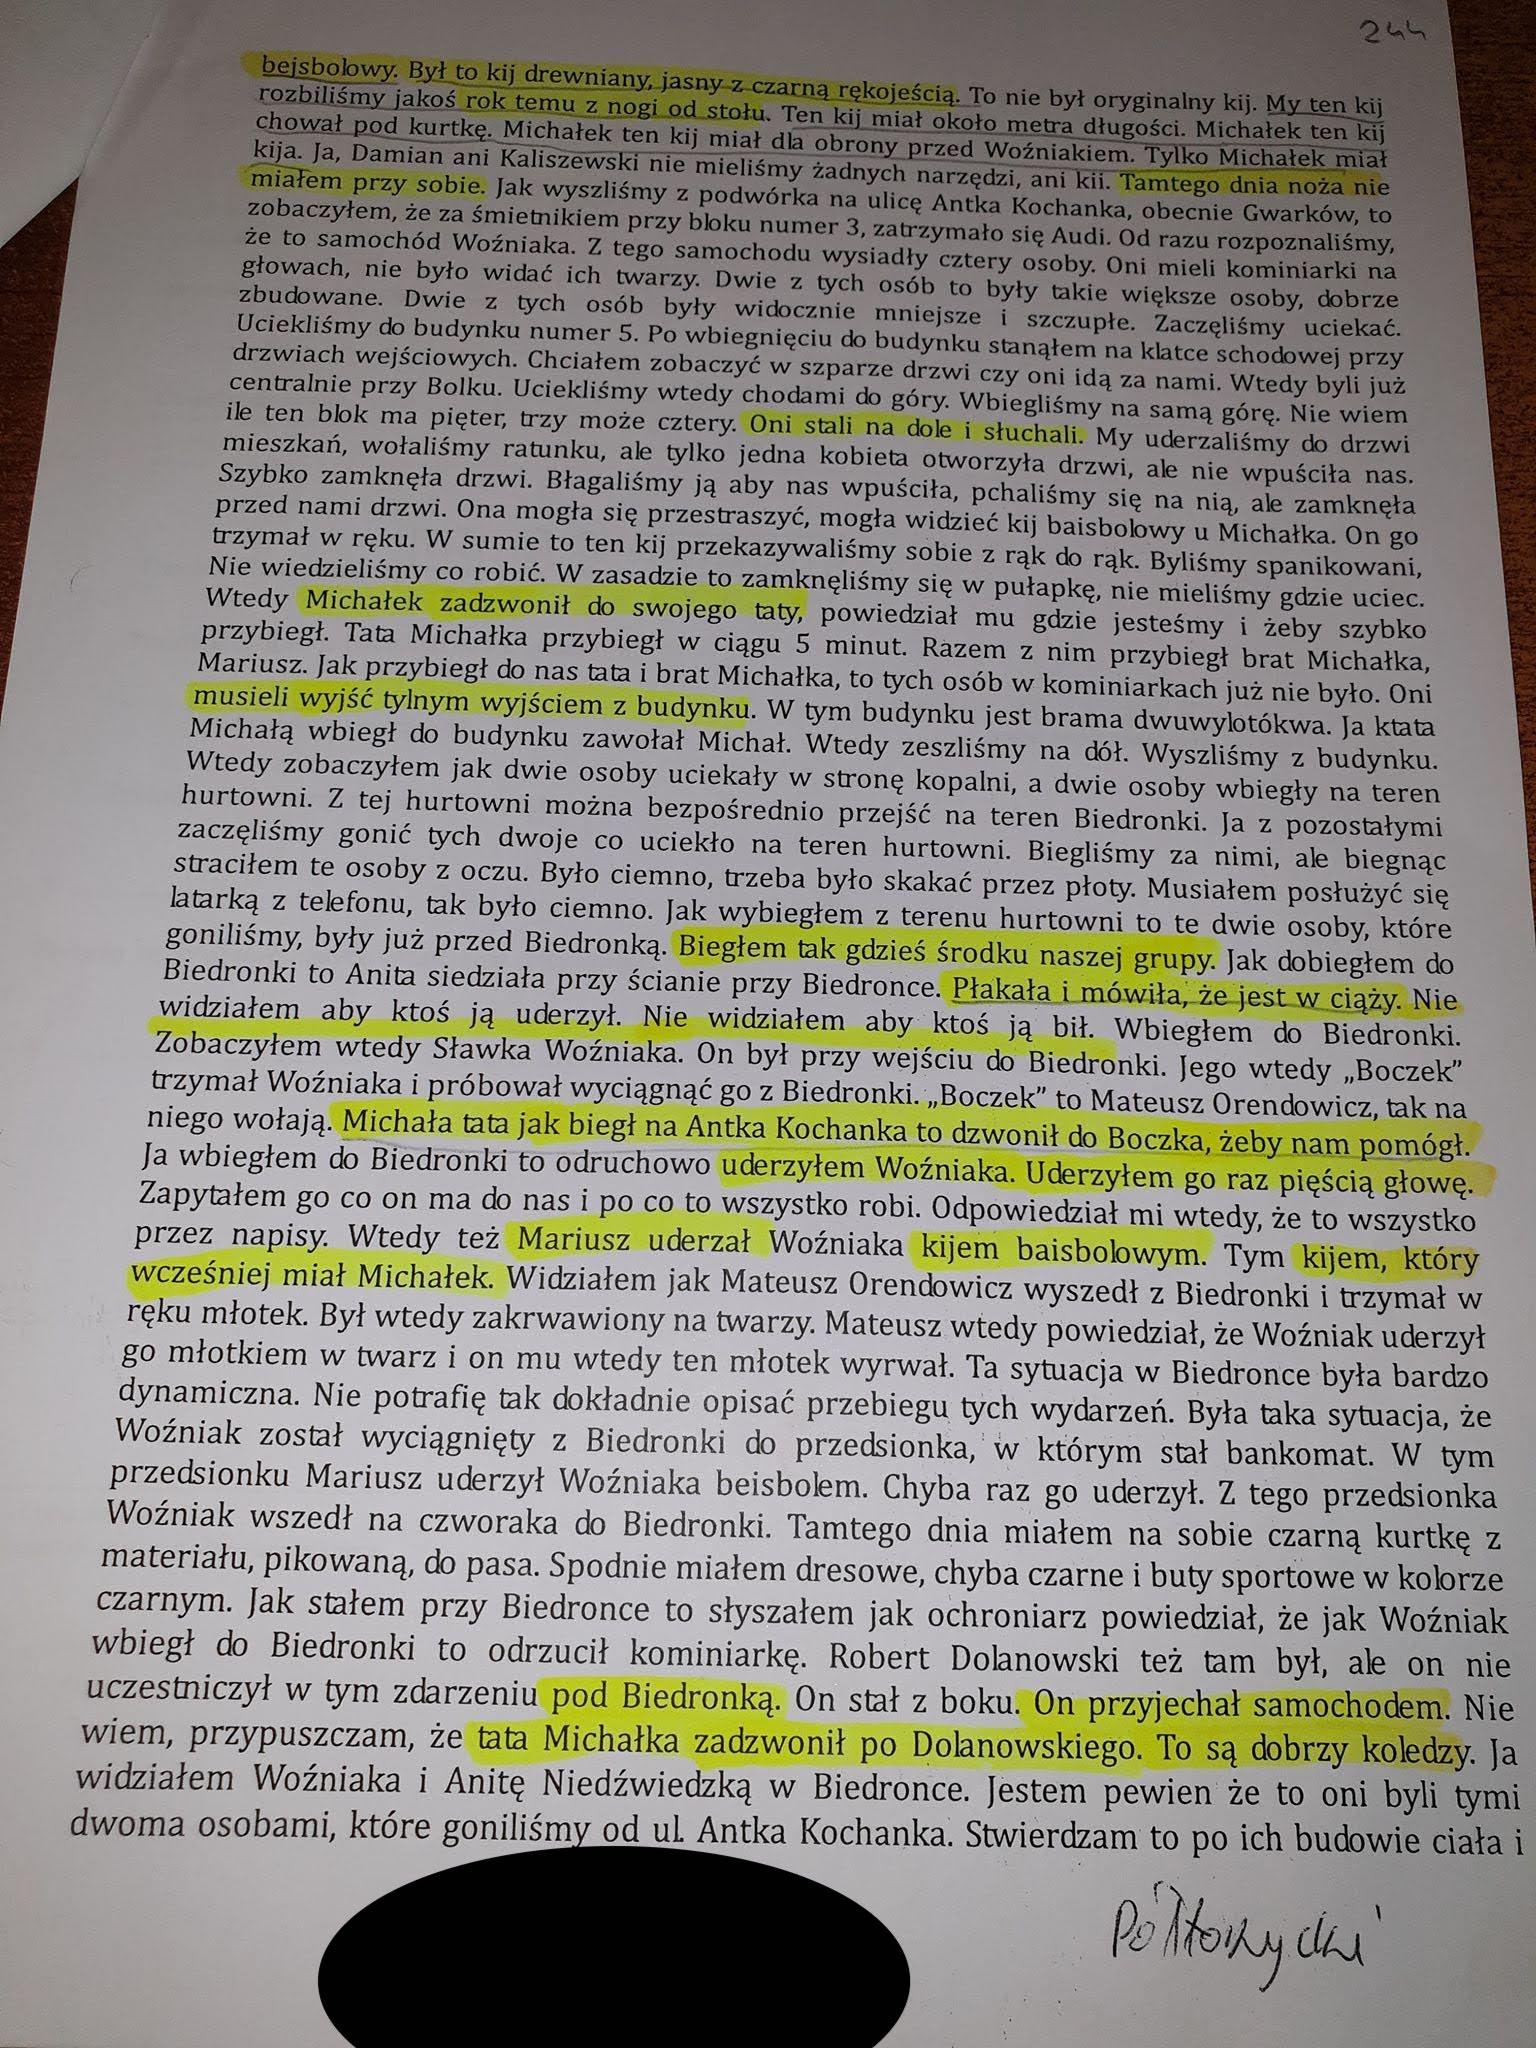 244
bejsbolowy. Był to kij drewniany, jasny z czarną rękojeścią. To nie był oryginalny kij. My ten kij
rozbiliśmy jakoś rok temu z nogi od stołu. Ten kij miał około metra długości. Michałek ten kij
chował pod kurtkę. Michałek ten kij miał dla obrony przed Woźniakiem. Tylko Michałek miał
kija. Ja, Damian ani Kaliszewski nie mieliśmy żadnych narzędzi, ani kii. Tamtego dnia noża nie
miałem przy sobie. Jak wyszliśmy z podwórka na ulicę Antka Kochanka, obecnie Gwarków, to
zobaczyłem, że za śmietnikiem przy bloku numer 3, zatrzymało się Audi. Od razu rozpoznaliśmy,
że to samochód Woźniaka. Z tego samochodu wysiadły cztery osoby. Oni mieli kominiarki na
głowach, nie było widać ich twarzy. Dwie z tych osób to były takie większe osoby, dobrze
zbudowane. Dwie z tych osób były widocznie mniejsze i szczupłe. Zaczęliśmy uciekać.
Uciekliśmy do budynku numer 5. Po wbiegnięciu do budynku stanąłem na klatce schodowej przy
drzwiach wejściowych. Chciałem zobaczyć w szparze drzwi czy oni idą za nami. Wtedy byli już
centralnie przy Bolku. Uciekliśmy wtedy chodami do góry. Wbiegliśmy na samą górę. Nie wiem
ile ten blok ma pięter, trzy może cztery. Oni stali na dole i słuchali. My uderzaliśmy do drzwi
mieszkań, wołaliśmy ratunku, ale tylko jedna kobieta otworzyła drzwi, ale nie wpuściła nas.
Szybko zamknęła drzwi. Błagaliśmy ją aby nas wpuściła, pchaliśmy się na nią, ale zamknęła
przed nami drzwi. Ona mogła się przestraszyć, mogła widzieć kij baisbolowy u Michałka. On go
trzymał w ręku. W sumie to ten kij przekazywaliśmy sobie z rąk do rąk. Byliśmy spanikowani,
Nie wiedzieliśmy co robić. W zasadzie to zamknęliśmy się w pułapkę, nie mieliśmy gdzie uciec.
Wtedy Michałek zadzwonił do swojego taty, powiedział mu gdzie jesteśmy i żeby szybko
przybiegł. Tata Michałka przybiegł w ciągu 5 minut. Razem z nim przybiegł brat Michałka,
Mariusz. Jak przybiegł do nas tata i brat Michałka, to tych osób w kominiarkach już nie było. Oni
musieli wyjść tylnym wyjściem z budynku. W tym budynku jest brama dwuwylotókwa. Ja ktata
Michałą wbiegł do budynku zawołał Michał. Wtedy zeszliśmy na dół. Wyszliśmy z budynku.
Wtedy zobaczyłem jak dwie osoby uciekały w stronę kopalni, a dwie osoby wbiegły na teren
hurtowni. Z tej hurtowni można bezpośrednio przejść na teren Biedronki. Ja z pozostałymi
zaczęliśmy gonić tych dwoje co uciekło na teren hurtowni. Biegliśmy za nimi, ale biegnąc
straciłem te osoby z oczu. Było ciemno, trzeba było skakać przez płoty. Musiałem posłużyć się
latarką z telefonu, tak było ciemno. Jak wybiegłem z terenu hurtowni to te dwie osoby, które
goniliśmy, były już przed Biedronką. Biegłem tak gdzieś środku naszej grupy. Jak dobiegłem do
Biedronki to Anita siedziała przy ścianie przy Biedronce. Płakała i mówiła, że jest w ciąży. Nie
widziałem aby ktoś ją uderzył. Nie widziałem aby ktoś ją bił. Wbiegłem do Biedronki.
Zobaczyłem wtedy Sławka Woźniaka. On był przy wejściu do Biedronki. Jego wtedy „Boczek”
trzymał Woźniaka i próbował wyciągnąć go z Biedronki. „Boczek” to Mateusz Orendowicz, tak na
niego wołają. Michała tata jak biegł na Antka Kochanka to dzwonił do Boczka, żeby nam pomógł.
Ja wbiegłem do Biedronki to odruchowo uderzyłem Woźniaka. Uderzyłem go raz pięścią głowę.
Zapytałem go co on ma do nas i po co to wszystko robi. Odpowiedział mi wtedy, że to wszystko
przez napisy. Wtedy też Mariusz uderzał Woźniaka kijem baisbolowym. Tym kijem, który
wcześniej miał Michałek. Widziałem jak Mateusz Orendowicz wyszedł z Biedronki i trzymał w
ręku młotek. Był wtedy zakrwawiony na twarzy. Mateusz wtedy powiedział, że Woźniak uderzył
go młotkiem w twarz i on mu wtedy ten młotek wyrwał. Ta sytuacja w Biedronce była bardzo
dynamiczna. Nie potrafię tak dokładnie opisać przebiegu tych wydarzeń. Była taka sytuacja, że
Woźniak został wyciągnięty z Biedronki do przedsionka, w którym stał bankomat. W tym
przedsionku Mariusz uderzył Woźniaka beisbolem. Chyba raz go uderzył. Z tego przedsionka
Woźniak wszedł na czworaka do Biedronki. Tamtego dnia miałem na sobie czarną kurtkę z
materiału, pikowaną, do pasa. Spodnie miałem dresowe, chyba czarne i buty sportowe w kolorze
czarnym. Jak stałem przy Biedronce to słyszałem jak ochroniarz powiedział, że jak Woźniak
wbiegł do Biedronki to odrzucił kominiarkę. Robert Dolanowski też tam był, ale on nie
uczestniczył w tym zdarzeniu pod Biedronką. On stał z boku. On przyjechał samochodem. Nie
wiem, przypuszczam, że tata Michałka zadzwonił po Dolanowskiego. To są dobrzy koledzy. Ja
widziałem Woźniaka i Anitę Niedźwiedzką w Biedronce. Jestem pewien że to oni byli tymi
dwoma osobami, które goniliśmy od ul. Antka Kochanka. Stwierdzam to po ich budowie ciała i